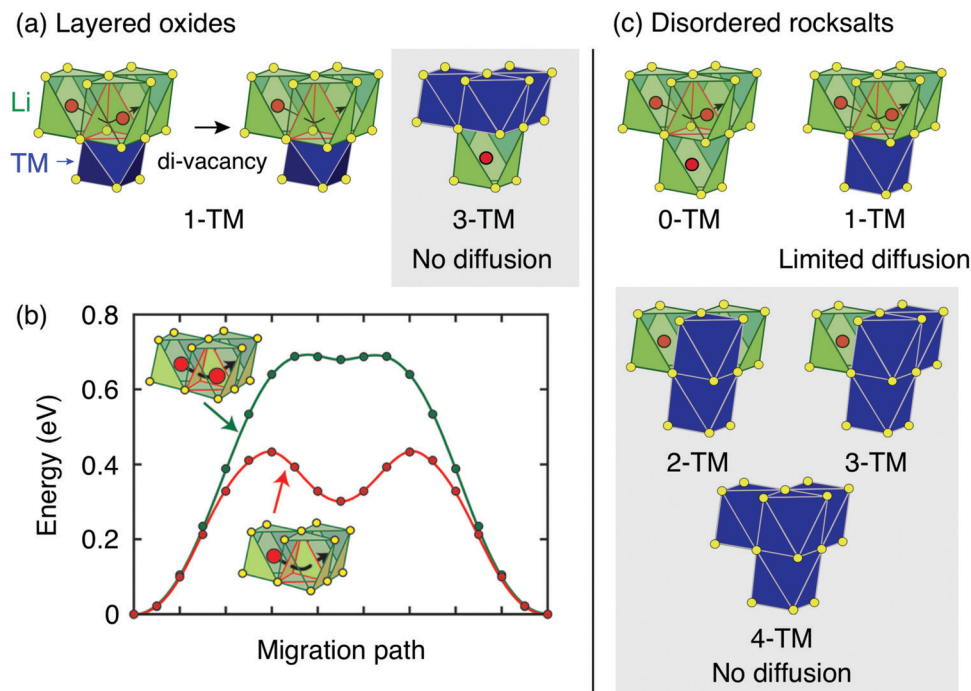 (a) Layered oxides
Li
TM
di-vacancy
1-TM
3-TM
No diffusion
(b)
0.8
0.6
0.4
0.2
0
Energy (eV)
Migration path
(c) Disordered rocksalts
0-TM
1-TM
Limited diffusion
2-TM
3-TM
4-TM
No diffusion